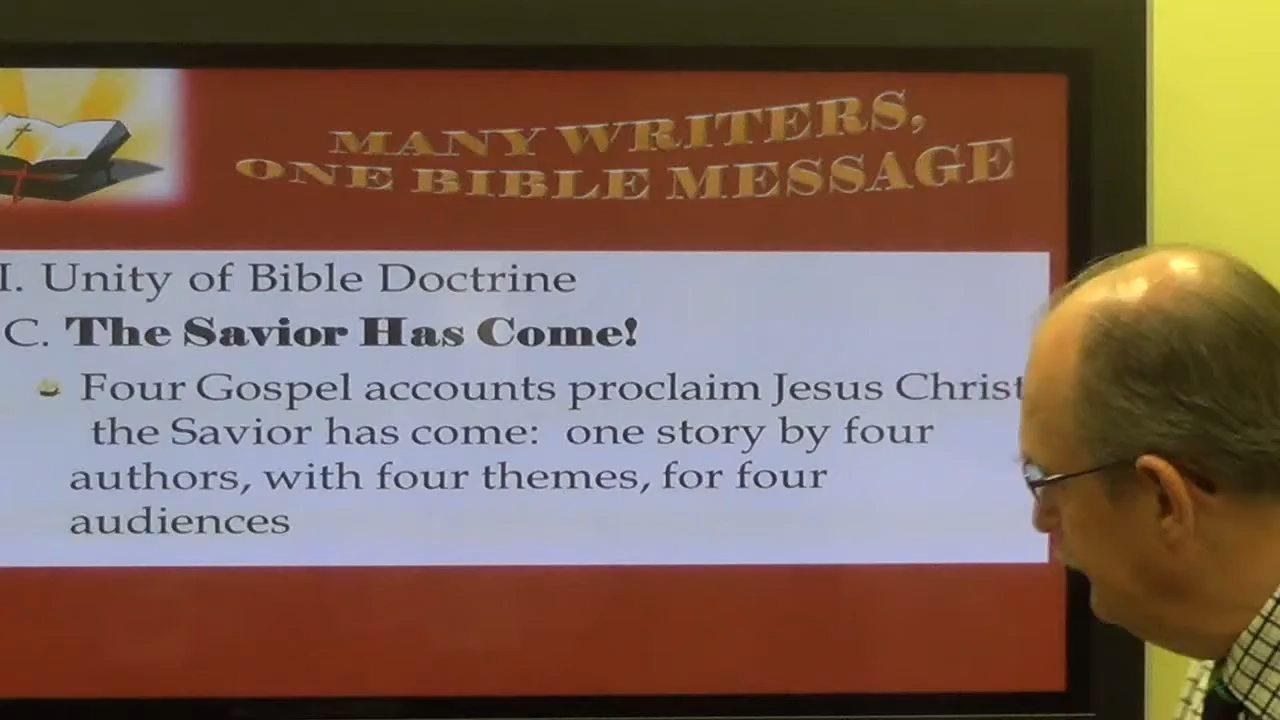 MANY WRITERS,
ONE BIBLE MESSAGE
I. Unity of Bible Doctrine
C. The Savior Has Come!
Four Gospel accounts proclaim Jesus Christ
the Savior has come: one story by four
authors, with four themes, for four
audiences